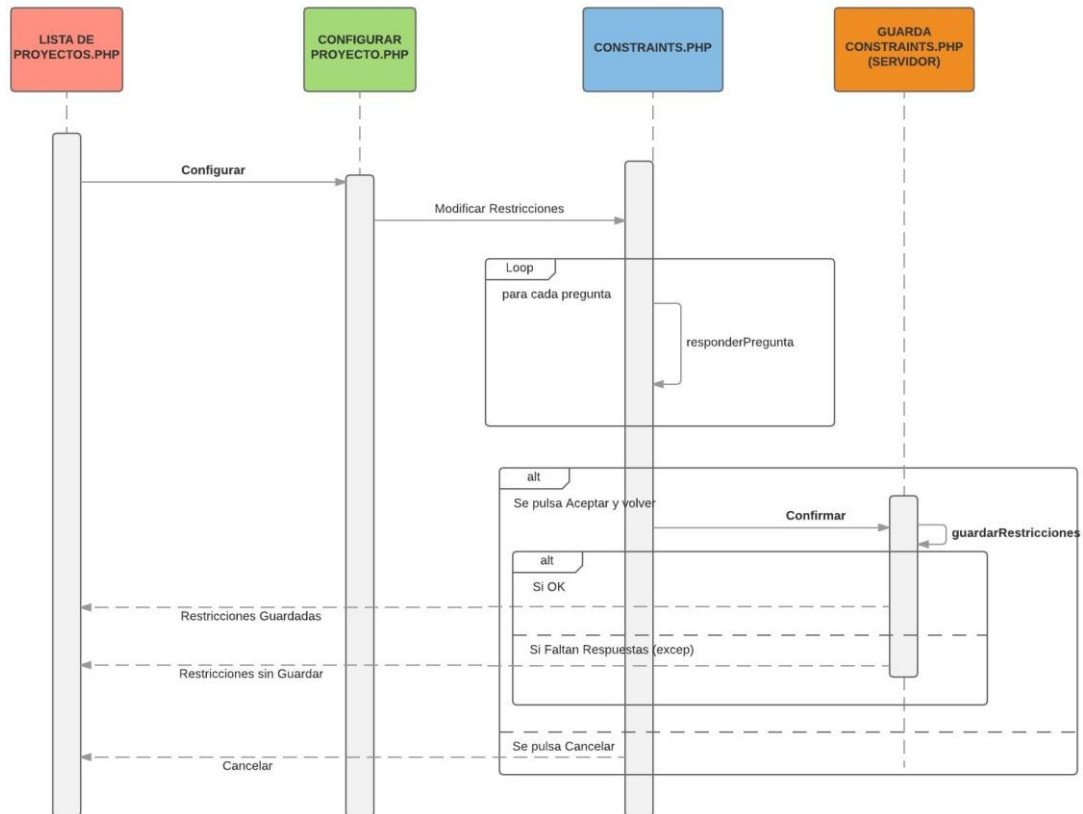 LISTA DE
PROYECTOS.PHP
CONFIGURAR
PROYECTO.PHP
CONSTRAINTS.PHP
GUARDA
CONSTRAINTS.PHP
(SERVIDOR)
Configurar
Modificar Restricciones
Loop
para cada pregunta
responderPregunta
alt
Se pulsa Aceptar y volver
Confirmar
guardarRestricciones
alt
Si OK
Restricciones Guardadas
Si Faltan Respuestas (excep)
Restricciones sin Guardar
Se pulsa Cancelar
Cancelar